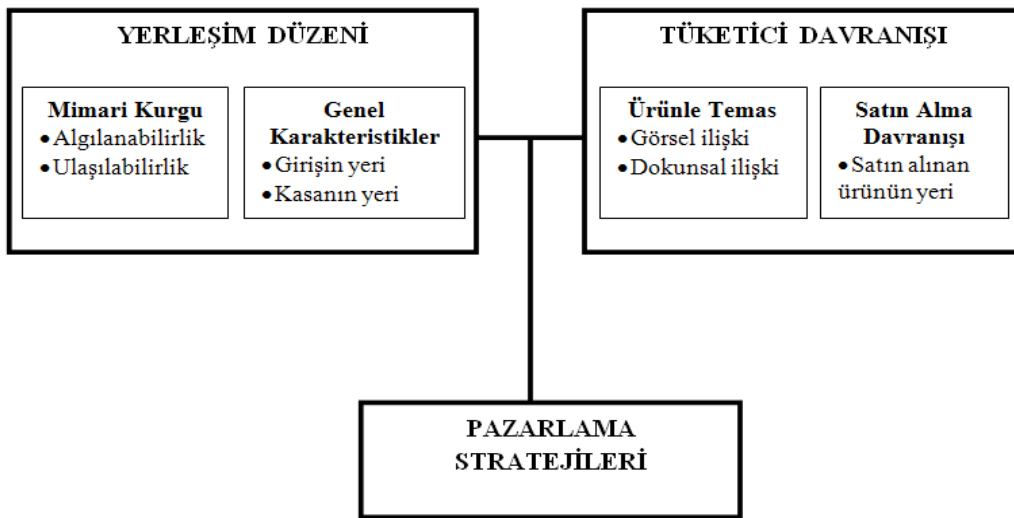 YERLEŞİM DÜZENİ
Mimari Kurgu
•Algılanabilirlik
•Ulaşılabilirlik
Genel
Karakteristikler
•Girişin yeri
•Kasanın yeri
TÜKETİCİ DAVRANIŞI
Ürünle Temas
•Görsel ilişki
•Dokunsal ilişki
Satın Alma
Davranışı
•Satın alınan
ürünün yeri
PAZARLAMA
STRATEJİLERİ